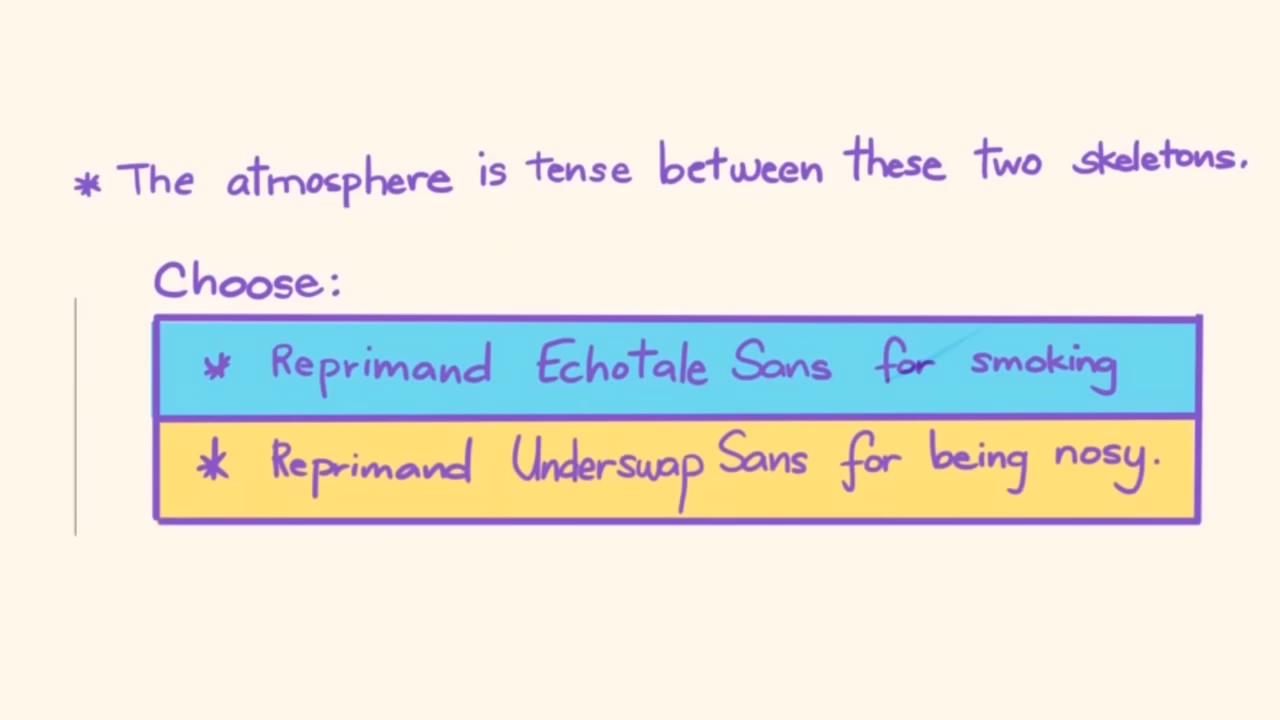 * The atmosphere is tense between these two skeletons.
Choose:
* Reprimand Echotale Sans for smoking
* Reprimand Underswap Sans for being nosy.